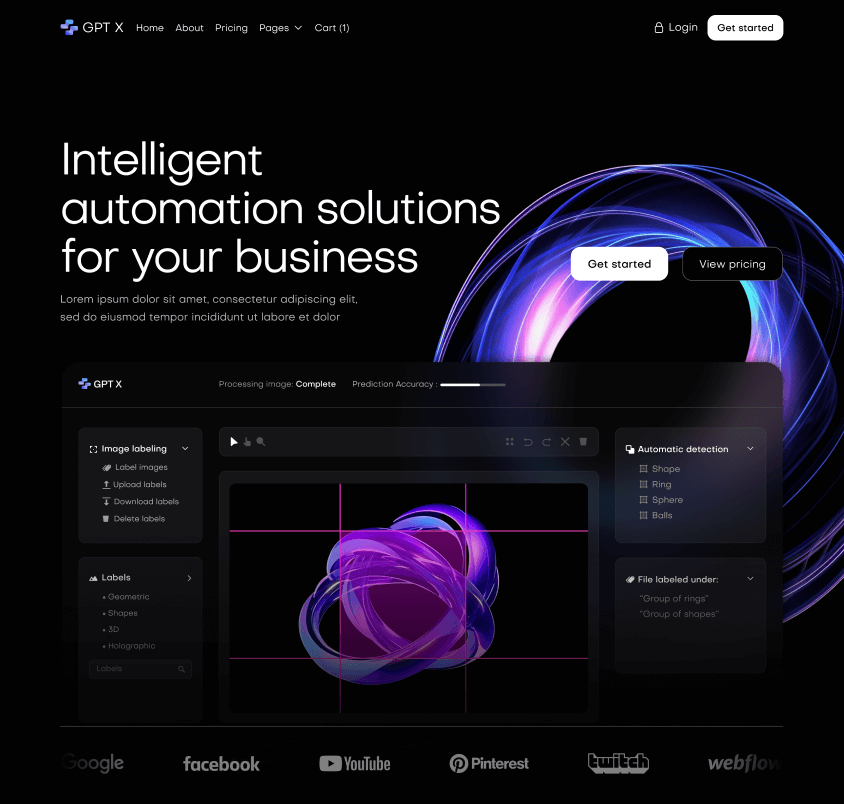 GPT X Home About Pricing Pages Cart (1) Login Get started
Intelligent
automation solutions
for your business
Lorem ipsum dolor sit amet, consectetur adipiscing elit,
sed do eiusmod tempor incididunt ut labore et dolor
Get started View pricing
GPT X Processing image: Complete Prediction Accuracy :
Image labeling
Label images
Upload labels
Download labels
Delete labels
Labels
• Geometric
• Shapes
• 3D
• Holographic
Labels
Automatic detection
Shape
Ring
Sphere
Balls
File labeled under:
"Group of rings"
"Group of shapes"
Google facebook YouTube Pinterest twitch webflow